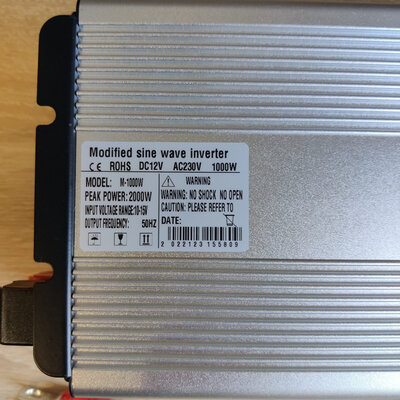 Modified sine wave inverter
CE ROHS DC12V AC230V 1000W
MODEL: M-1000W
PEAK POWER: 2000W
INPUT VOLTAGE RANGE:10-15V
OUTPUT FREQUENCY: 50HZ
WARNING
WARNING: NO SHOCK NO OPEN
CAUTION: PLEASE REFER TO
DATE:
2 022123 155809